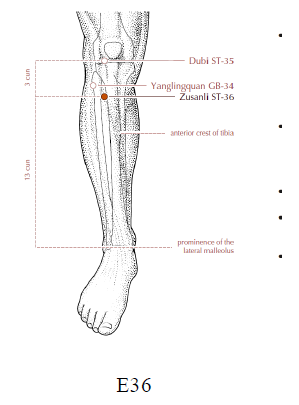 Dubi ST-35
3 cun
Yanglingquan GB-34
Zusanli ST-36
anterior crest of tibia
13 cun
prominence of the
lateral malleolus
E36